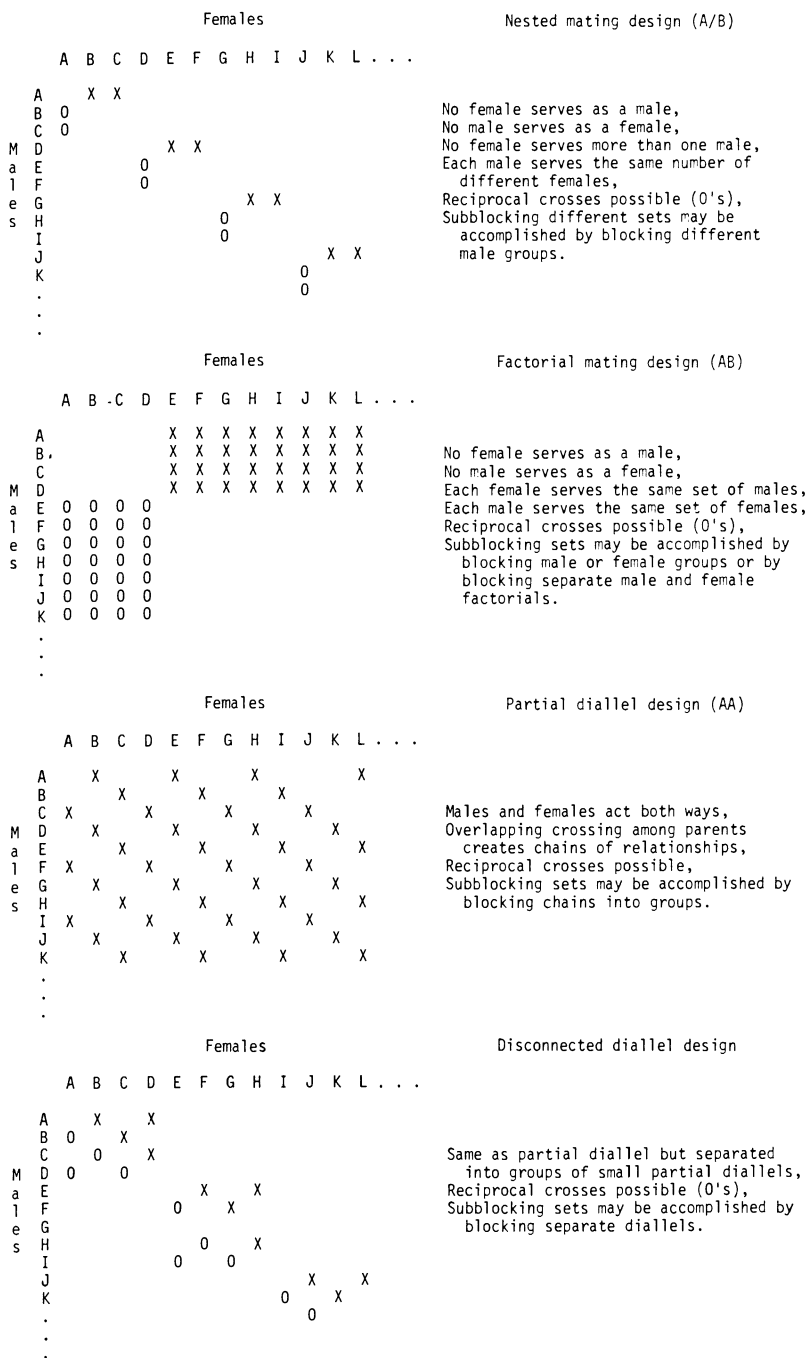 Females Nested mating design (A/B)
A B C D E F G H I J K L . . .
A X X
B 0 No female serves as a male,
C 0 No male serves as a female,
M D X X No female serves more than one male,
a E 0 Each male serves the same number of
l F 0 different females,
e G X X Reciprocal crosses possible (0's),
s H 0 Subblocking different sets may be
I 0 accomplished by blocking different
J X X male groups.
K 0
. 0
.
.
Females Factorial mating design (AB)
A B -C D E F G H I J K L . . .
A X X X X X X X X
B. X X X X X X X X No female serves as a male,
C X X X X X X X X No male serves as a female,
M D X X X X X X X X Each female serves the same set of males,
a E 0 0 0 0 Each male serves the same set of females,
l F 0 0 0 0 Reciprocal crosses possible (0's),
e G 0 0 0 0 Subblocking sets may be accomplished by
s H 0 0 0 0 blocking male or female groups or by
I 0 0 0 0 blocking separate male and female
J 0 0 0 0 factorials.
K 0 0 0 0
.
.
.
Females Partial diallel design (AA)
A B C D E F G H I J K L . . .
A X X X X
B X X X
C X X X X Males and females act both ways,
M D X X X X Overlapping crossing among parents
a E X X X X creates chains of relationships,
l F X X X X Reciprocal crosses possible,
e G X X X X Subblocking sets may be accomplished by
s H X X X X blocking chains into groups.
I X X X X
J X X X X
K X X X X
.
.
.
Females Disconnected diallel design
A B C D E F G H I J K L . . .
A X X
B 0 X
C 0 X Same as partial diallel but separated
M D 0 0 into groups of small partial diallels,
a E X X Reciprocal crosses possible (0's),
l F 0 X Subblocking sets may be accomplished by
e G blocking separate diallels.
s H 0 X
I 0 0
J X X
K 0 X
. 0
.
.